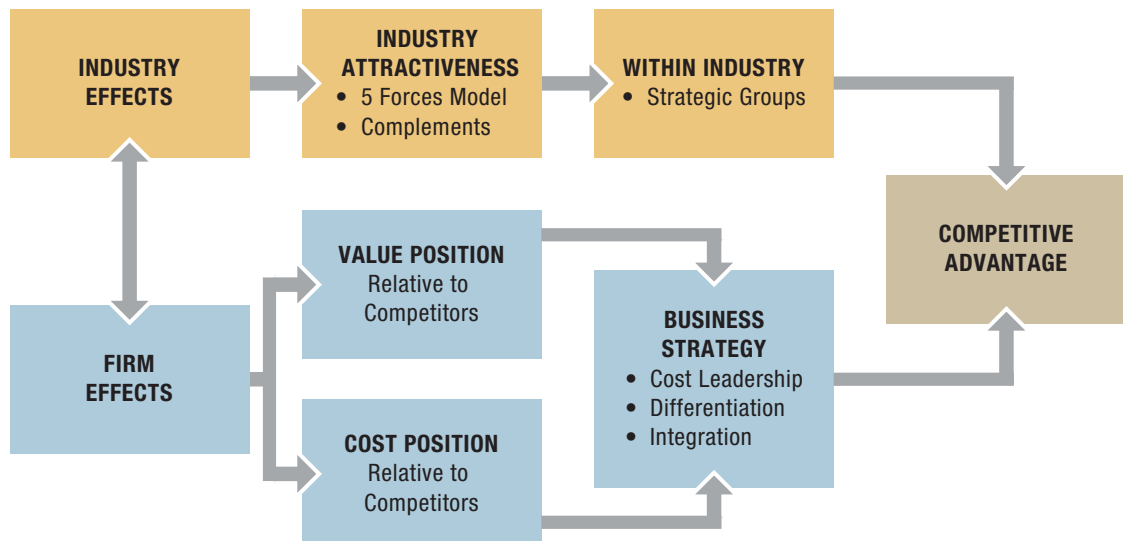 INDUSTRY
EFFECTS
INDUSTRY
ATTRACTIVENESS
• 5 Forces Model
• Complements
WITHIN INDUSTRY
• Strategic Groups
COMPETITIVE
ADVANTAGE
FIRM
EFFECTS
VALUE POSITION
Relative to
Competitors
COST POSITION
Relative to
Competitors
BUSINESS
STRATEGY
• Cost Leadership
• Differentiation
• Integration